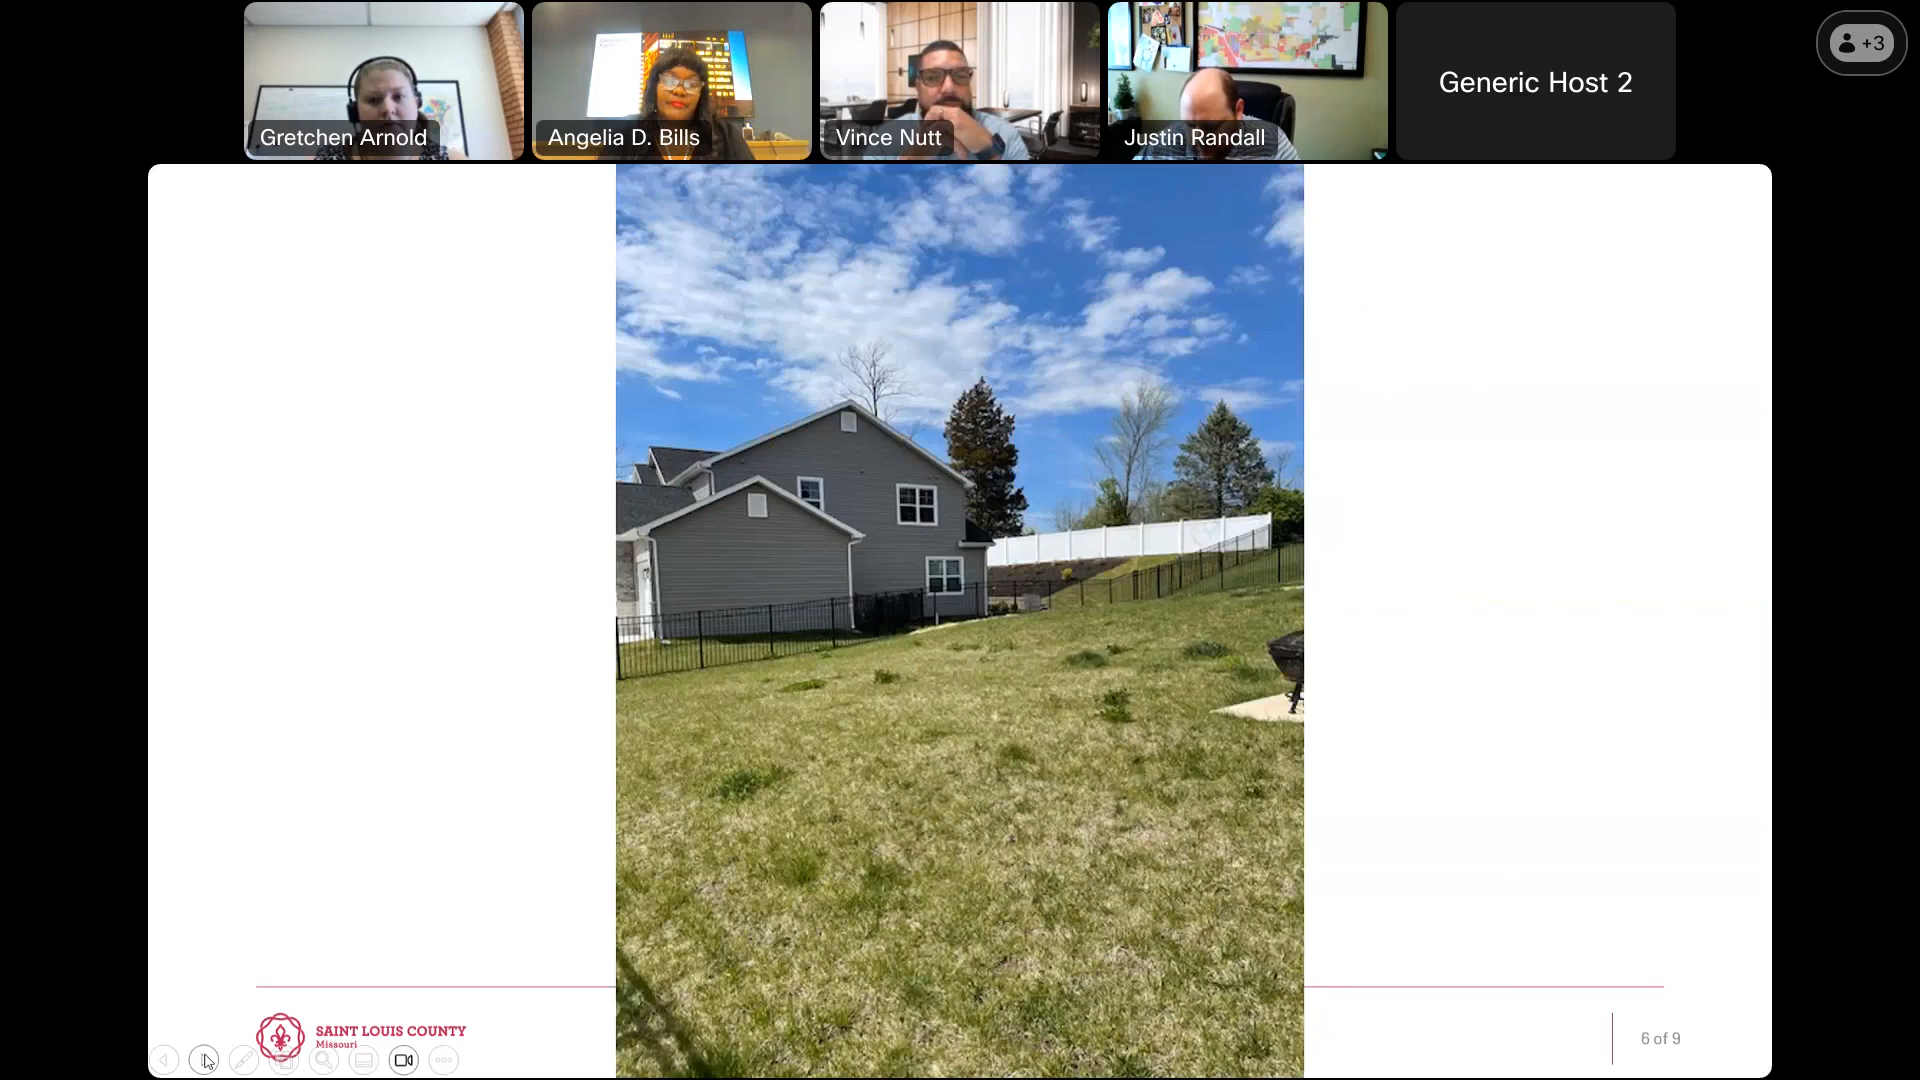 Gretchen Arnold
Angelia D. Bills
Vince Nutt
Justin Randall
Generic Host 2
+3
SAINT LOUIS COUNTY
Missouri
6 of 9